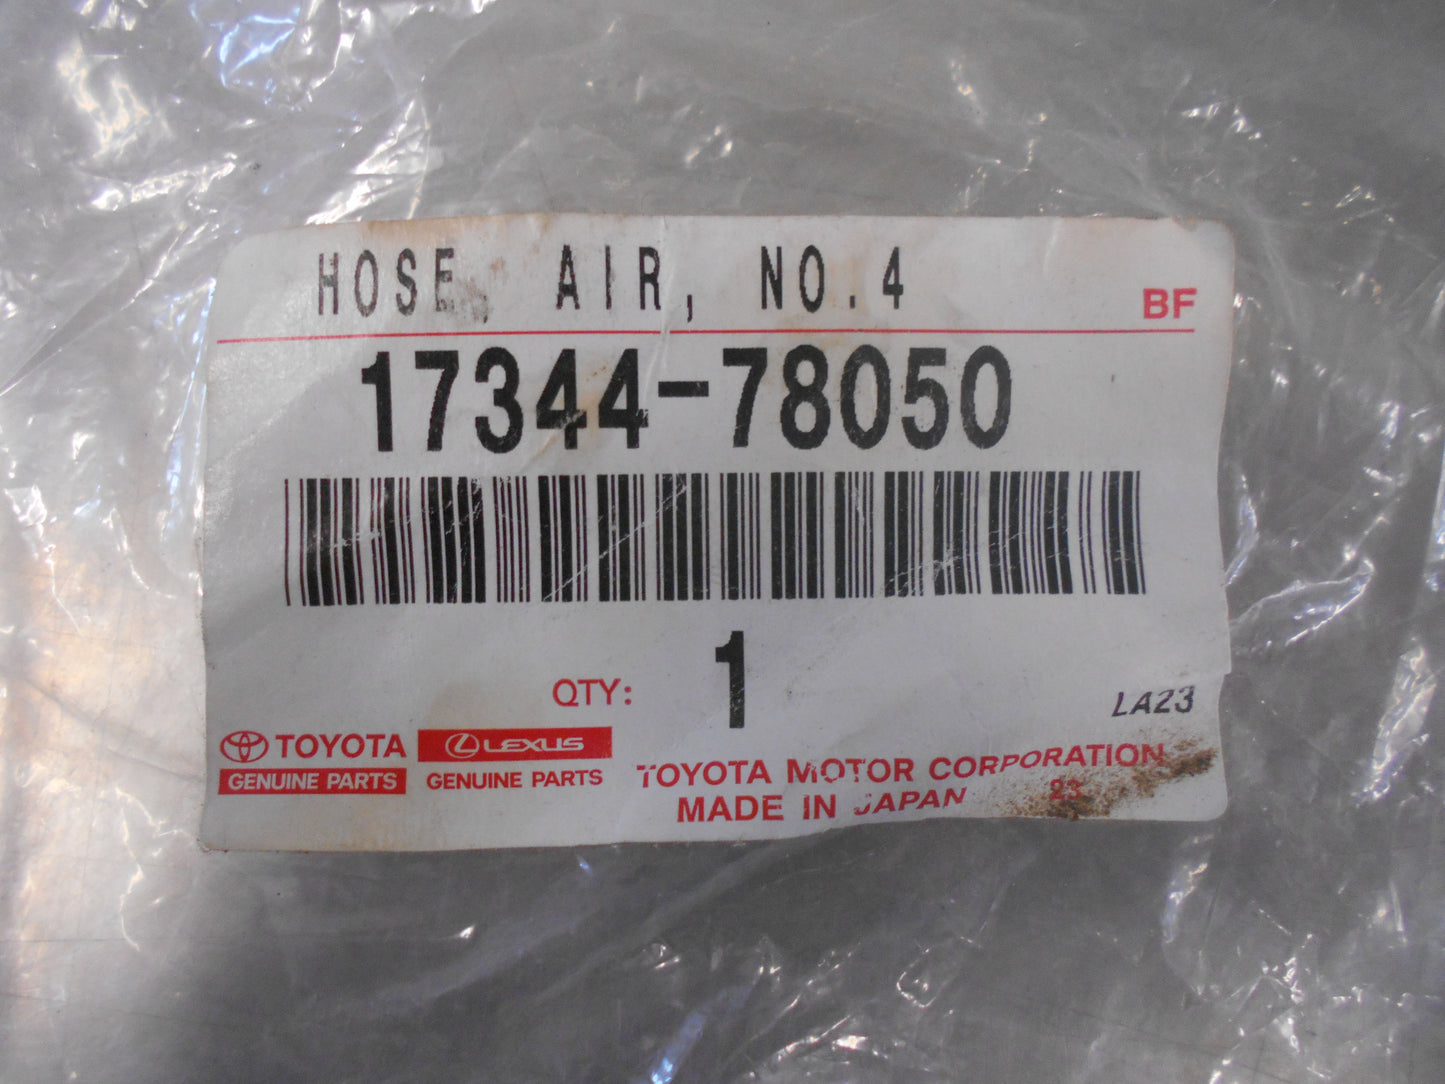 HOSE, AIR, NO.4
BF
17344-78050
QTY: 1
LA23
TOYOTA
GENUINE PARTS
LEXUS
GENUINE PARTS
TOYOTA MOTOR CORPORATION
MADE IN JAPAN 23